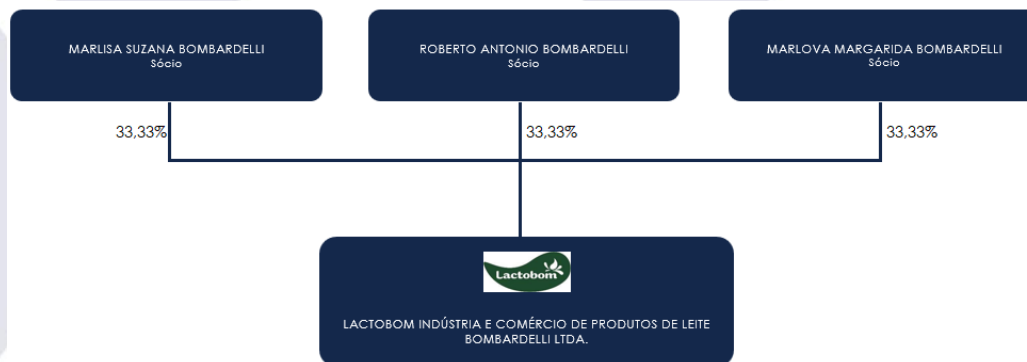 MARLISA SUZANA BOMBARDELLI
Sócio
ROBERTO ANTONIO BOMBARDELLI
Sócio
MARLOVA MARGARIDA BOMBARDELLI
Sócio
33,33%
33,33%
33,33%
Lactobom
LACTOBOM INDÚSTRIA E COMÉRCIO DE PRODUTOS DE LEITE
BOMBARDELLI LTDA.